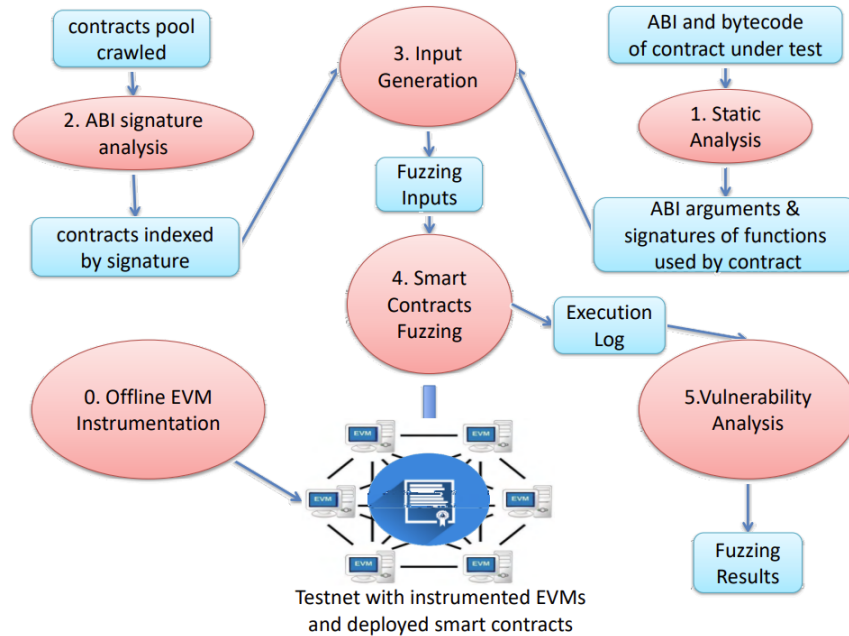 contracts pool
crawled
2. ABI signature
analysis
contracts indexed
by signature
3. Input
Generation
Fuzzing
Inputs
4. Smart
Contracts
Fuzzing
ABI and bytecode
of contract under test
1. Static
Analysis
ABI arguments &
signatures of functions
used by contract
Execution
Log
0. Offline EVM
Instrumentation
5.Vulnerability
Analysis
EVM
EVM
EVM
EVM
EVM
EVM
Fuzzing
Results
Testnet with instrumented EVMs
and deployed smart contracts